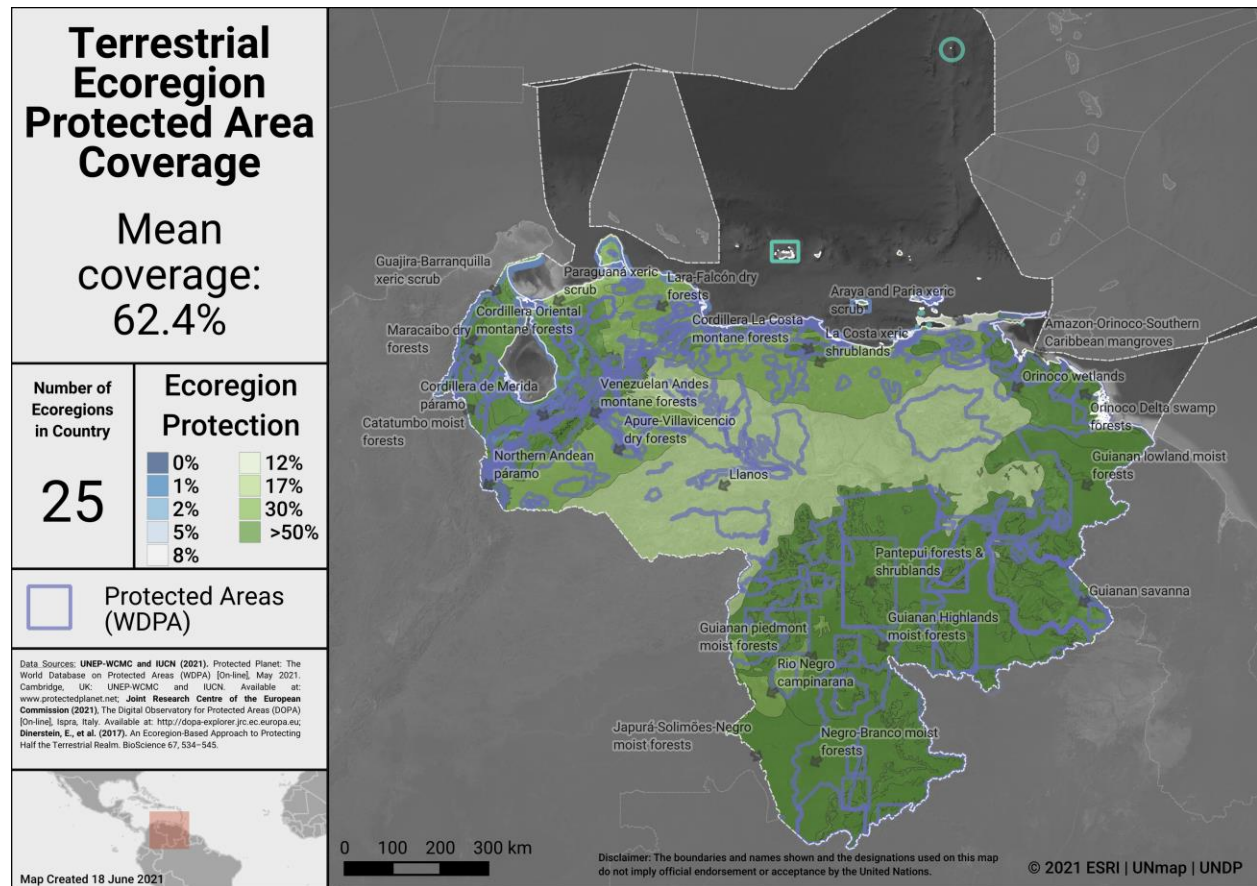 Terrestrial
Ecoregion
Protected Area
Coverage
Mean
coverage:
62.4%
Number of
Ecoregions
in Country
25
Ecoregion
Protection
0%
1%
2%
5%
8%
12%
17%
30%
>50%
Protected Areas
(WDPA)
Data Sources: UNEP-WCMC and IUCN (2021). Protected Planet: The
World Database on Protected Areas (WDPA) [On-line], May 2021.
Cambridge, UK: UNEP-WCMC and IUCN. Available at:
www.protectedplanet.net; Joint Research Centre of the European
Commission (2021), The Digital Observatory for Protected Areas (DOPA)
[On-line], Ispra, Italy. Available at: http://dopa-explorer.jrc.ec.europa.eu;
Dinerstein, E., et al. (2017). An Ecoregion-Based Approach to Protecting
Half the Terrestrial Realm. BioScience 67, 534–545.
Map Created 18 June 2021
Guajira-Barranquilla
xeric scrub
Paraguaná xeric
scrub
Lara-Falcón dry
forests
Araya and Paria xeric
scrub
Cordillera Oriental
montane forests
Cordillera La Costa
montane forests
La Costa xeric
shrublands
Amazon-Orinoco-Southern
Caribbean mangroves
Maracaibo dry
forests
Orinoco wetlands
Cordillera de Merida
páramo
Venezuelan Andes
montane forests
Orinoco Delta swamp
forests
Catatumbo moist
forests
Apure-Villavicencio
dry forests
Northern Andean
páramo
Llanos
Guianan lowland moist
forests
Pantepui forests &
shrublands
Guianan savanna
Guianan piedmont
moist forests
Guianan Highlands
moist forests
Rio Negro
campinarana
Japurá-Solimões-Negro
moist forests
Negro-Branco moist
forests
0 100 200 300 km
Disclaimer: The boundaries and names shown and the designations used on this map
do not imply official endorsement or acceptance by the United Nations.
© 2021 ESRI | UNmap | UNDP